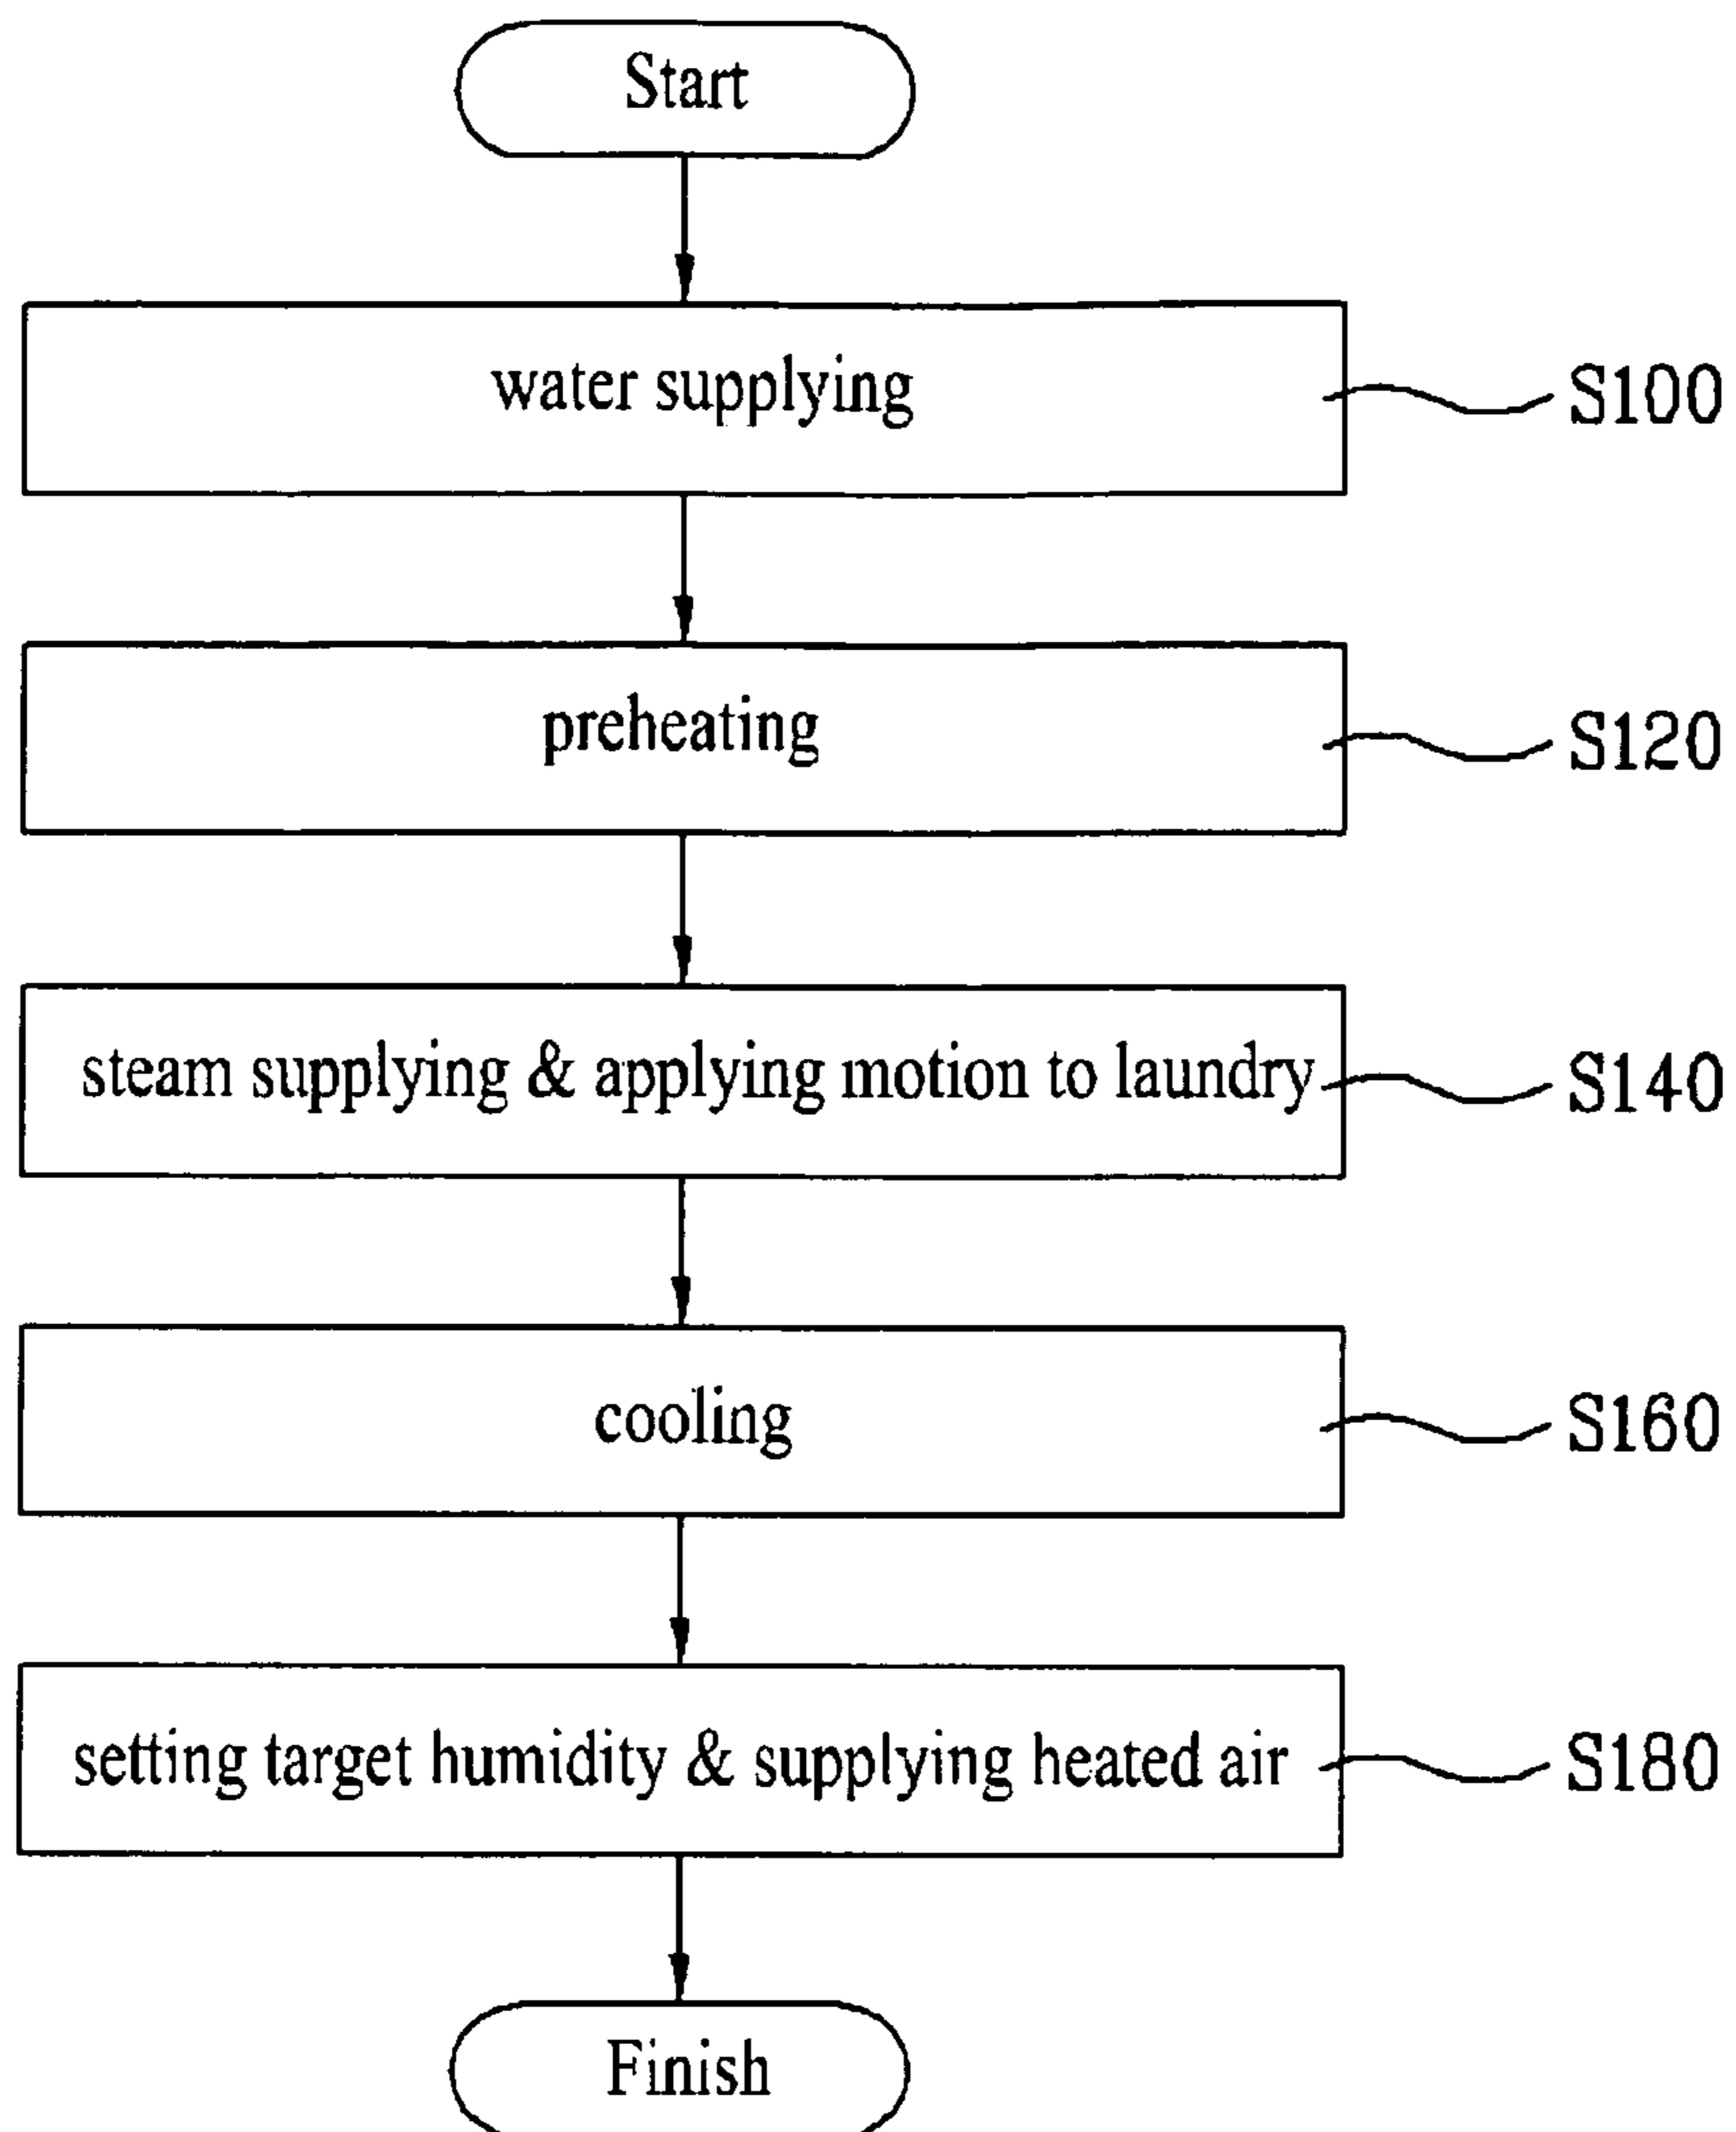 Start
water supplying
S100
preheating
S120
steam supplying & applying motion to laundry
S140
cooling
S160
setting target humidity & supplying heated air
S180
Finish